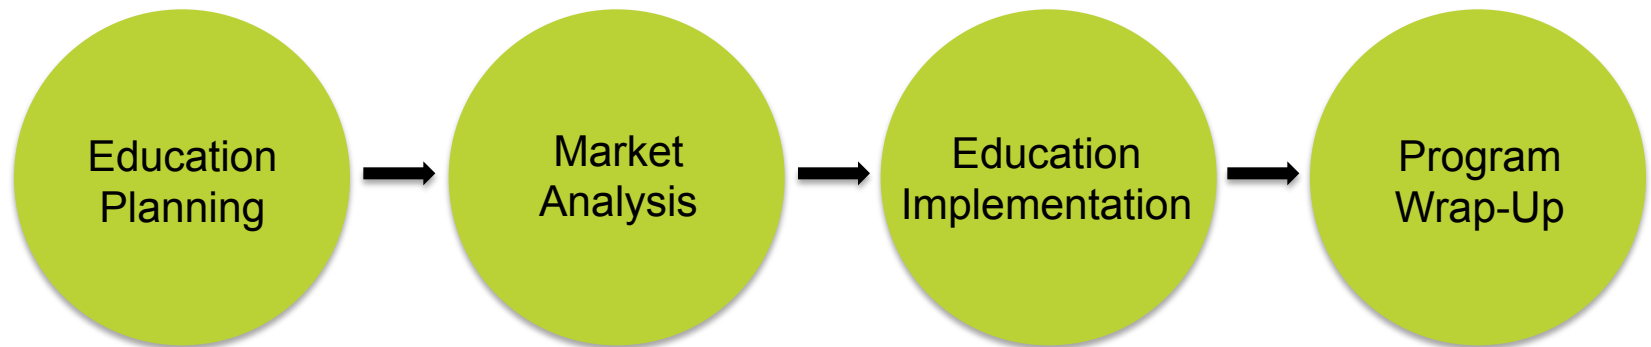 Education
Planning
Market
Analysis
Education
Implementation
Program
Wrap-Up